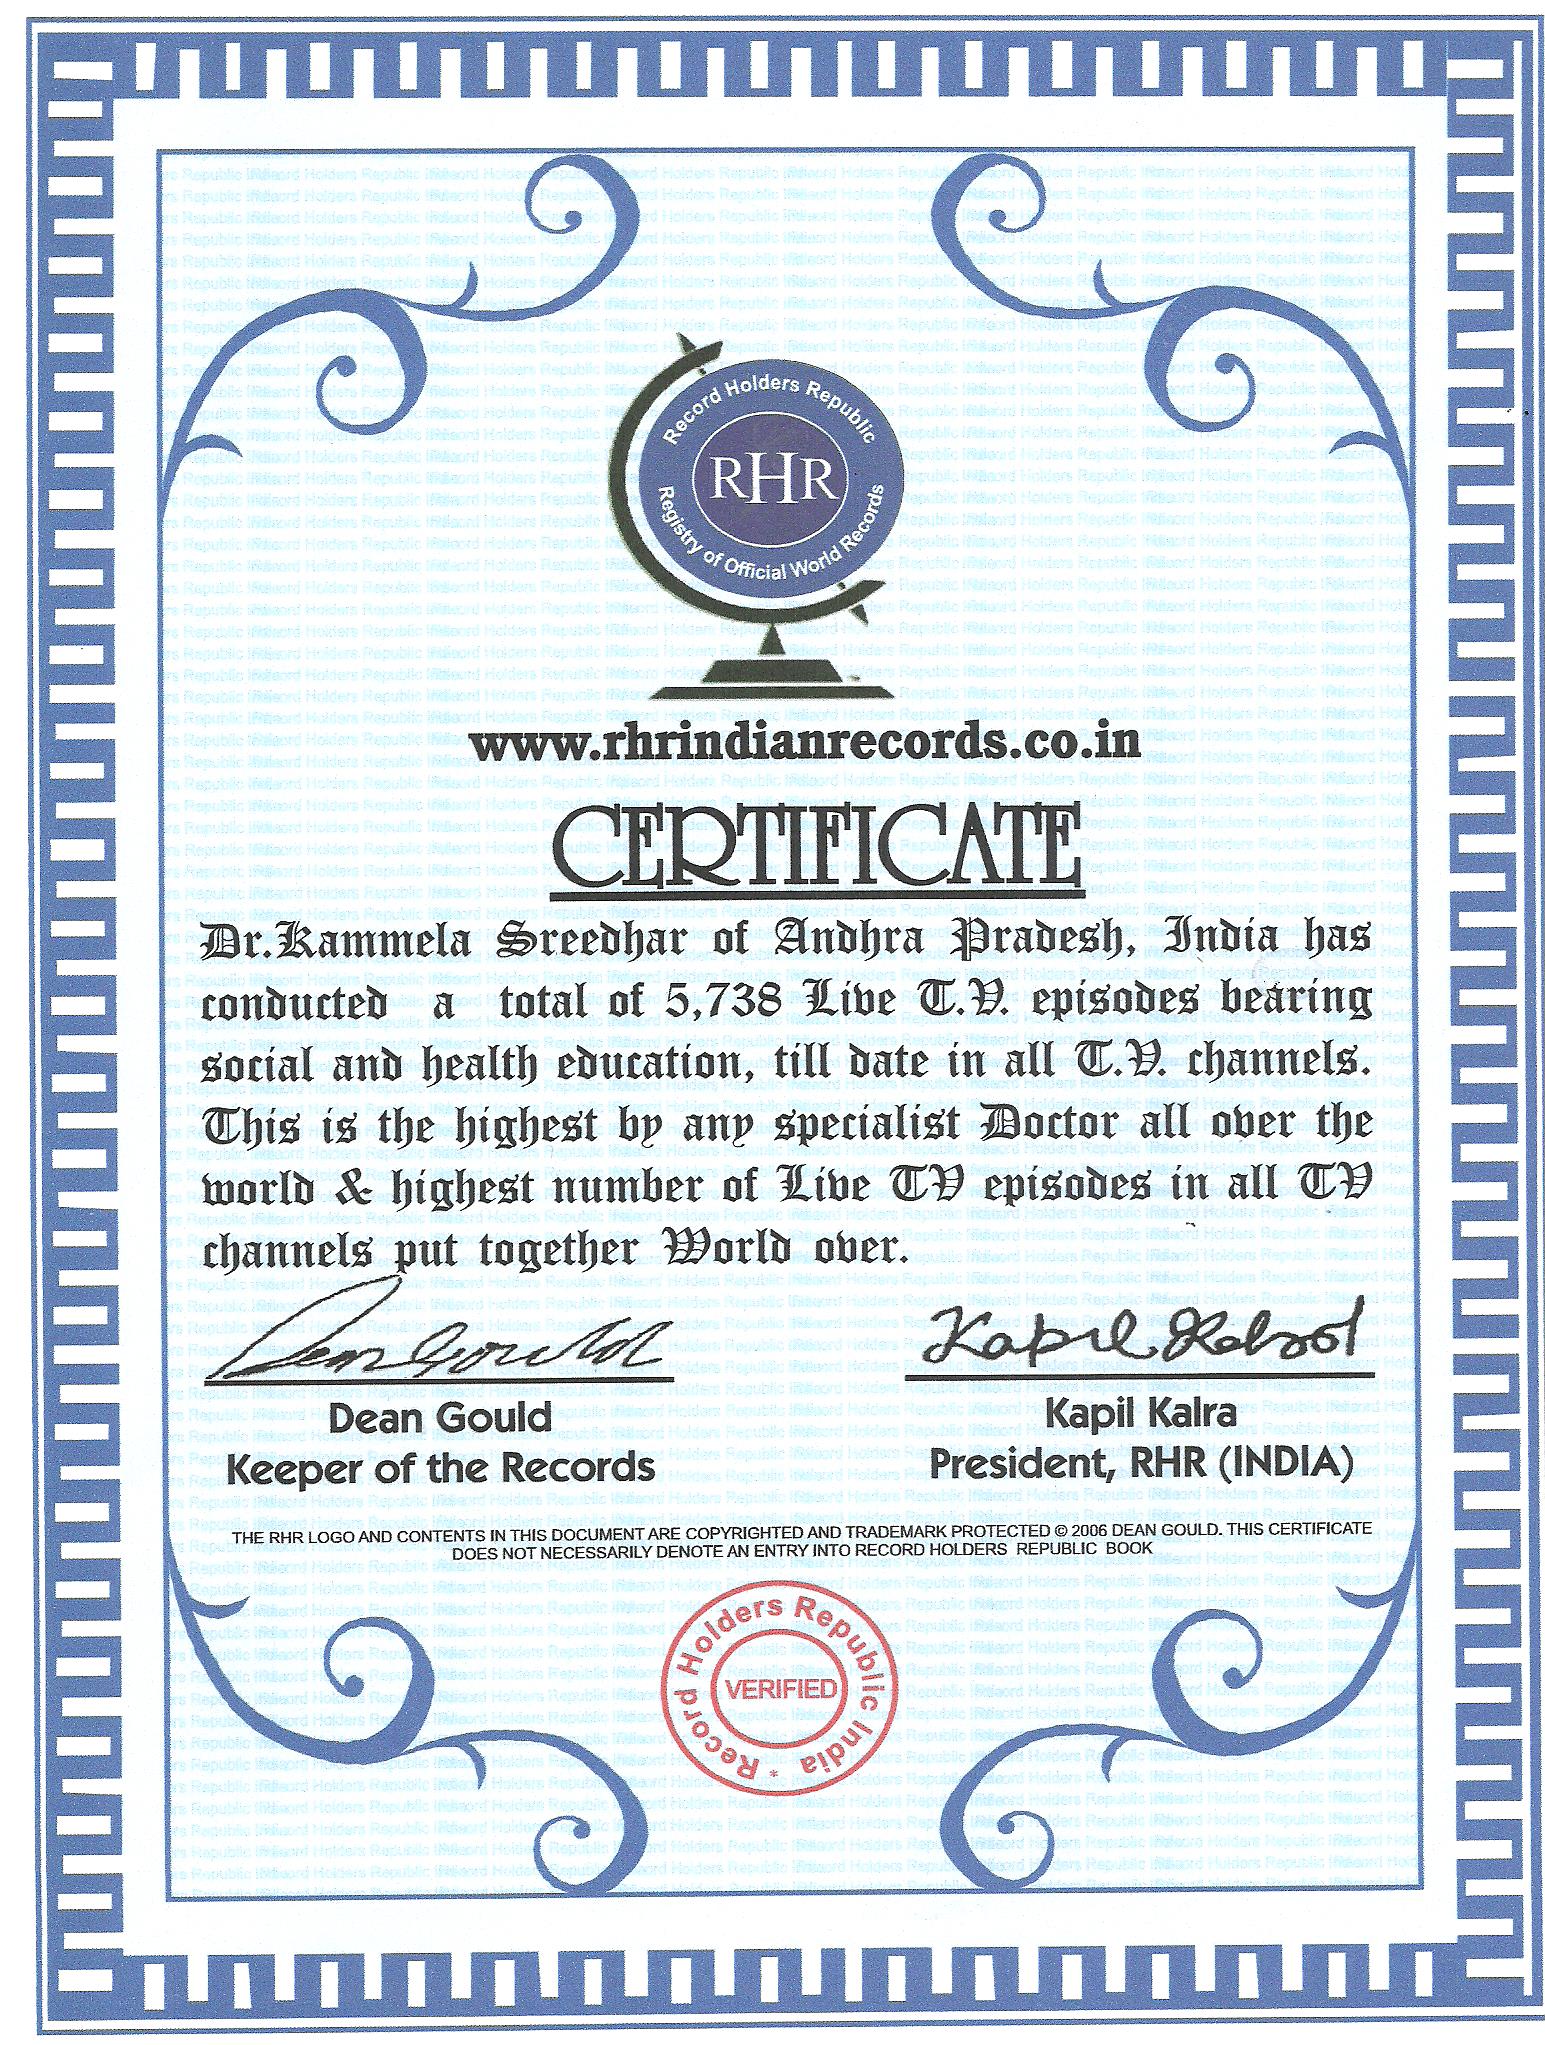 Record Holders Republic
RHR
Registry of Official World Records
www.rhrindianrecords.co.in
CERTIFICATE
Dr.Kammela Sreedhar of Andhra Pradesh, India has
conducted a total of 5,738 Live T.V. episodes bearing
social and health education, till date in all T.V. channels.
This is the highest by any specialist Doctor all over the
world & highest number of Live TV episodes in all TV
channels put together World over.
Dean Gould
Kapil Kalra
Dean Gould
Kapil Kalra
Keeper of the Records
President, RHR (INDIA)
THE RHR LOGO AND CONTENTS IN THIS DOCUMENT ARE COPYRIGHTED AND TRADEMARK PROTECTED © 2006 DEAN GOULD. THIS CERTIFICATE
DOES NOT NECESSARILY DENOTE AN ENTRY INTO RECORD HOLDERS REPUBLIC BOOK
Record Holders Republic India *
VERIFIED